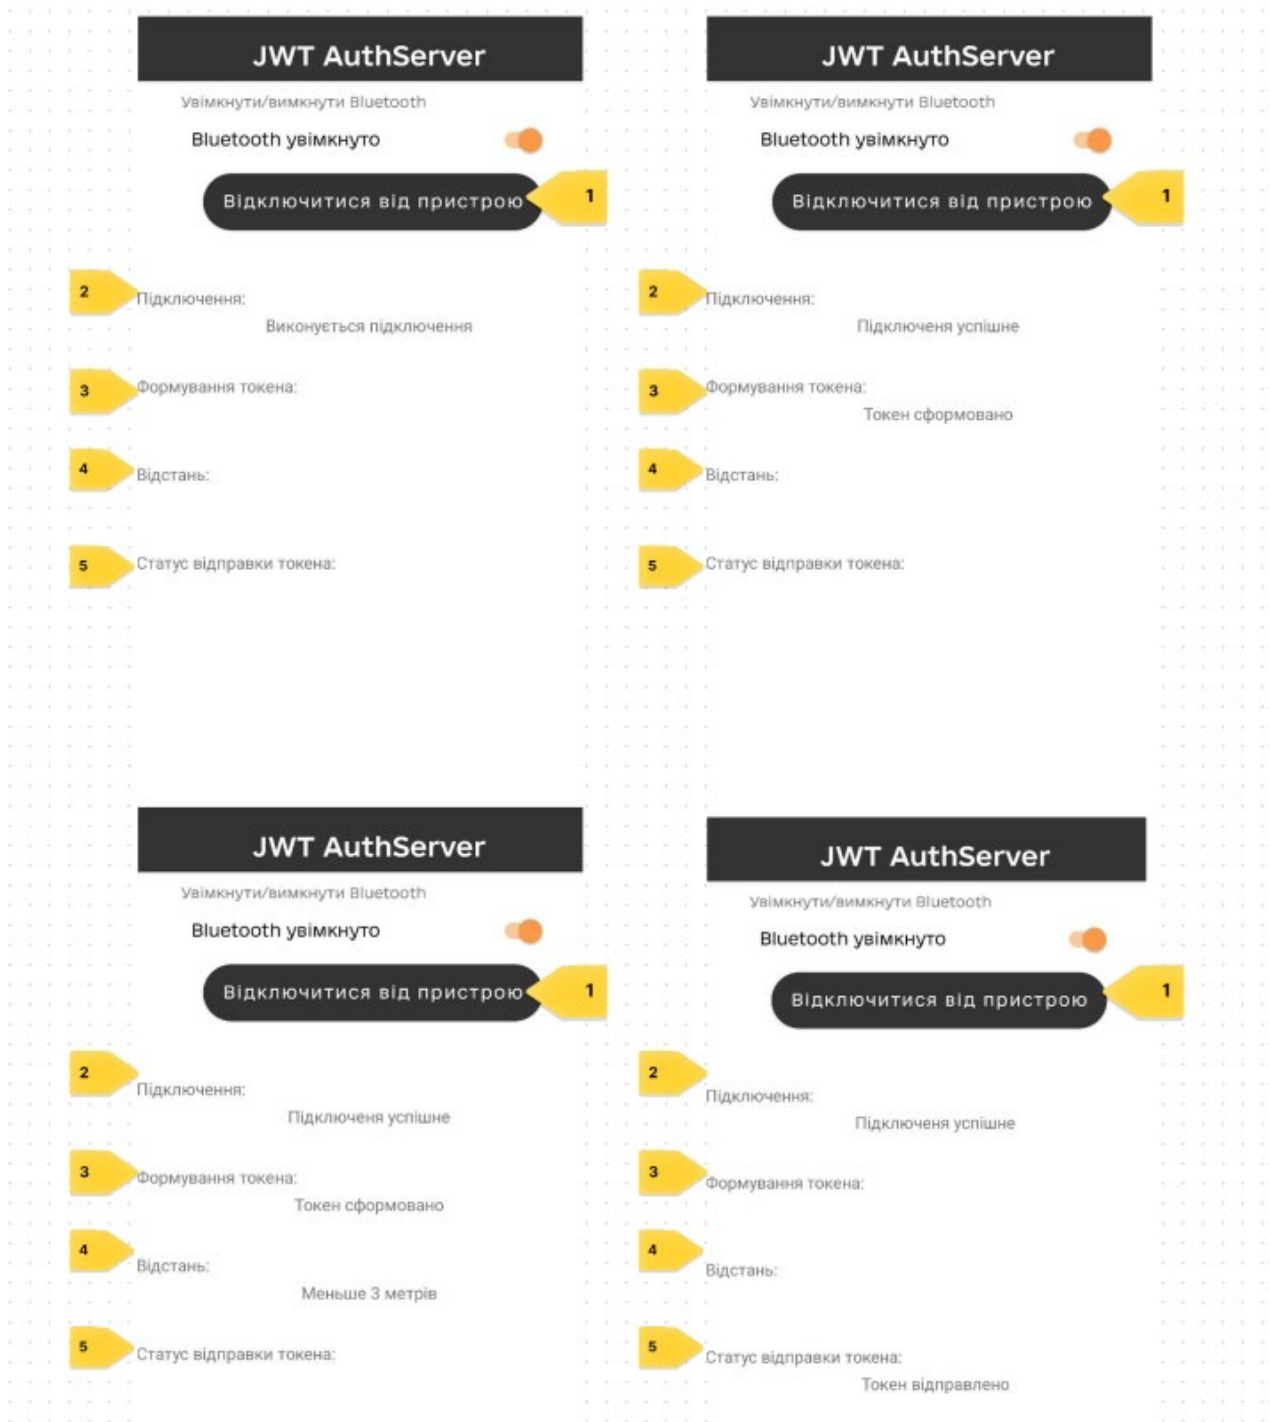 JWT AuthServer
Увімкнути/вимкнути Bluetooth
Bluetooth увімкнуто
Відключитися від пристрою
1
2
Підключення:
Виконується підключення
3
Формування токена:
4
Відстань:
5
Статус відправки токена:
JWT AuthServer
Увімкнути/вимкнути Bluetooth
Bluetooth увімкнуто
Відключитися від пристрою
1
2
Підключення:
Підключеня успішне
3
Формування токена:
Токен сформовано
4
Відстань:
5
Статус відправки токена:
JWT AuthServer
Увімкнути/вимкнути Bluetooth
Bluetooth увімкнуто
Відключитися від пристрою
1
2
Підключення:
Підключеня успішне
3
Формування токена:
Токен сформовано
4
Відстань:
Меньше 3 метрів
5
Статус відправки токена:
JWT AuthServer
Увімкнути/вимкнути Bluetooth
Bluetooth увімкнуто
Відключитися від пристрою
1
2
Підключення:
Підключеня успішне
3
Формування токена:
4
Відстань:
5
Статус відправки токена:
Токен відправлено